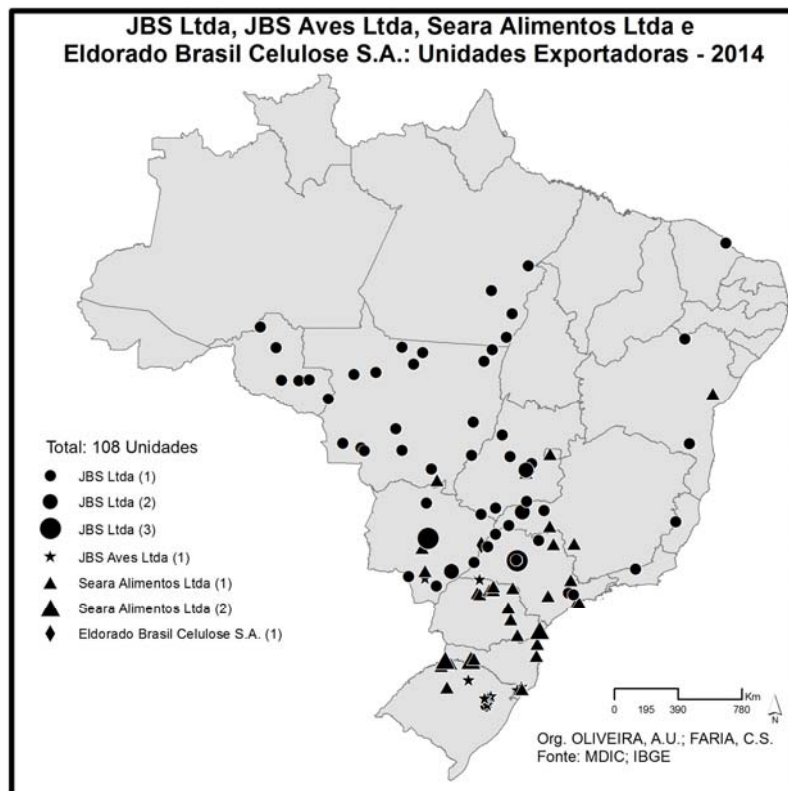 JBS Ltda, JBS Aves Ltda, Seara Alimentos Ltda e
Eldorado Brasil Celulose S.A.: Unidades Exportadoras - 2014
Total: 108 Unidades
JBS Ltda (1)
JBS Ltda (2)
JBS Ltda (3)
JBS Aves Ltda (1)
Seara Alimentos Ltda (1)
Seara Alimentos Ltda (2)
Eldorado Brasil Celulose S.A. (1)
Km
0 195 390 780
N
Org. OLIVEIRA, A.U.; FARIA, C.S.
Fonte: MDIC; IBGE